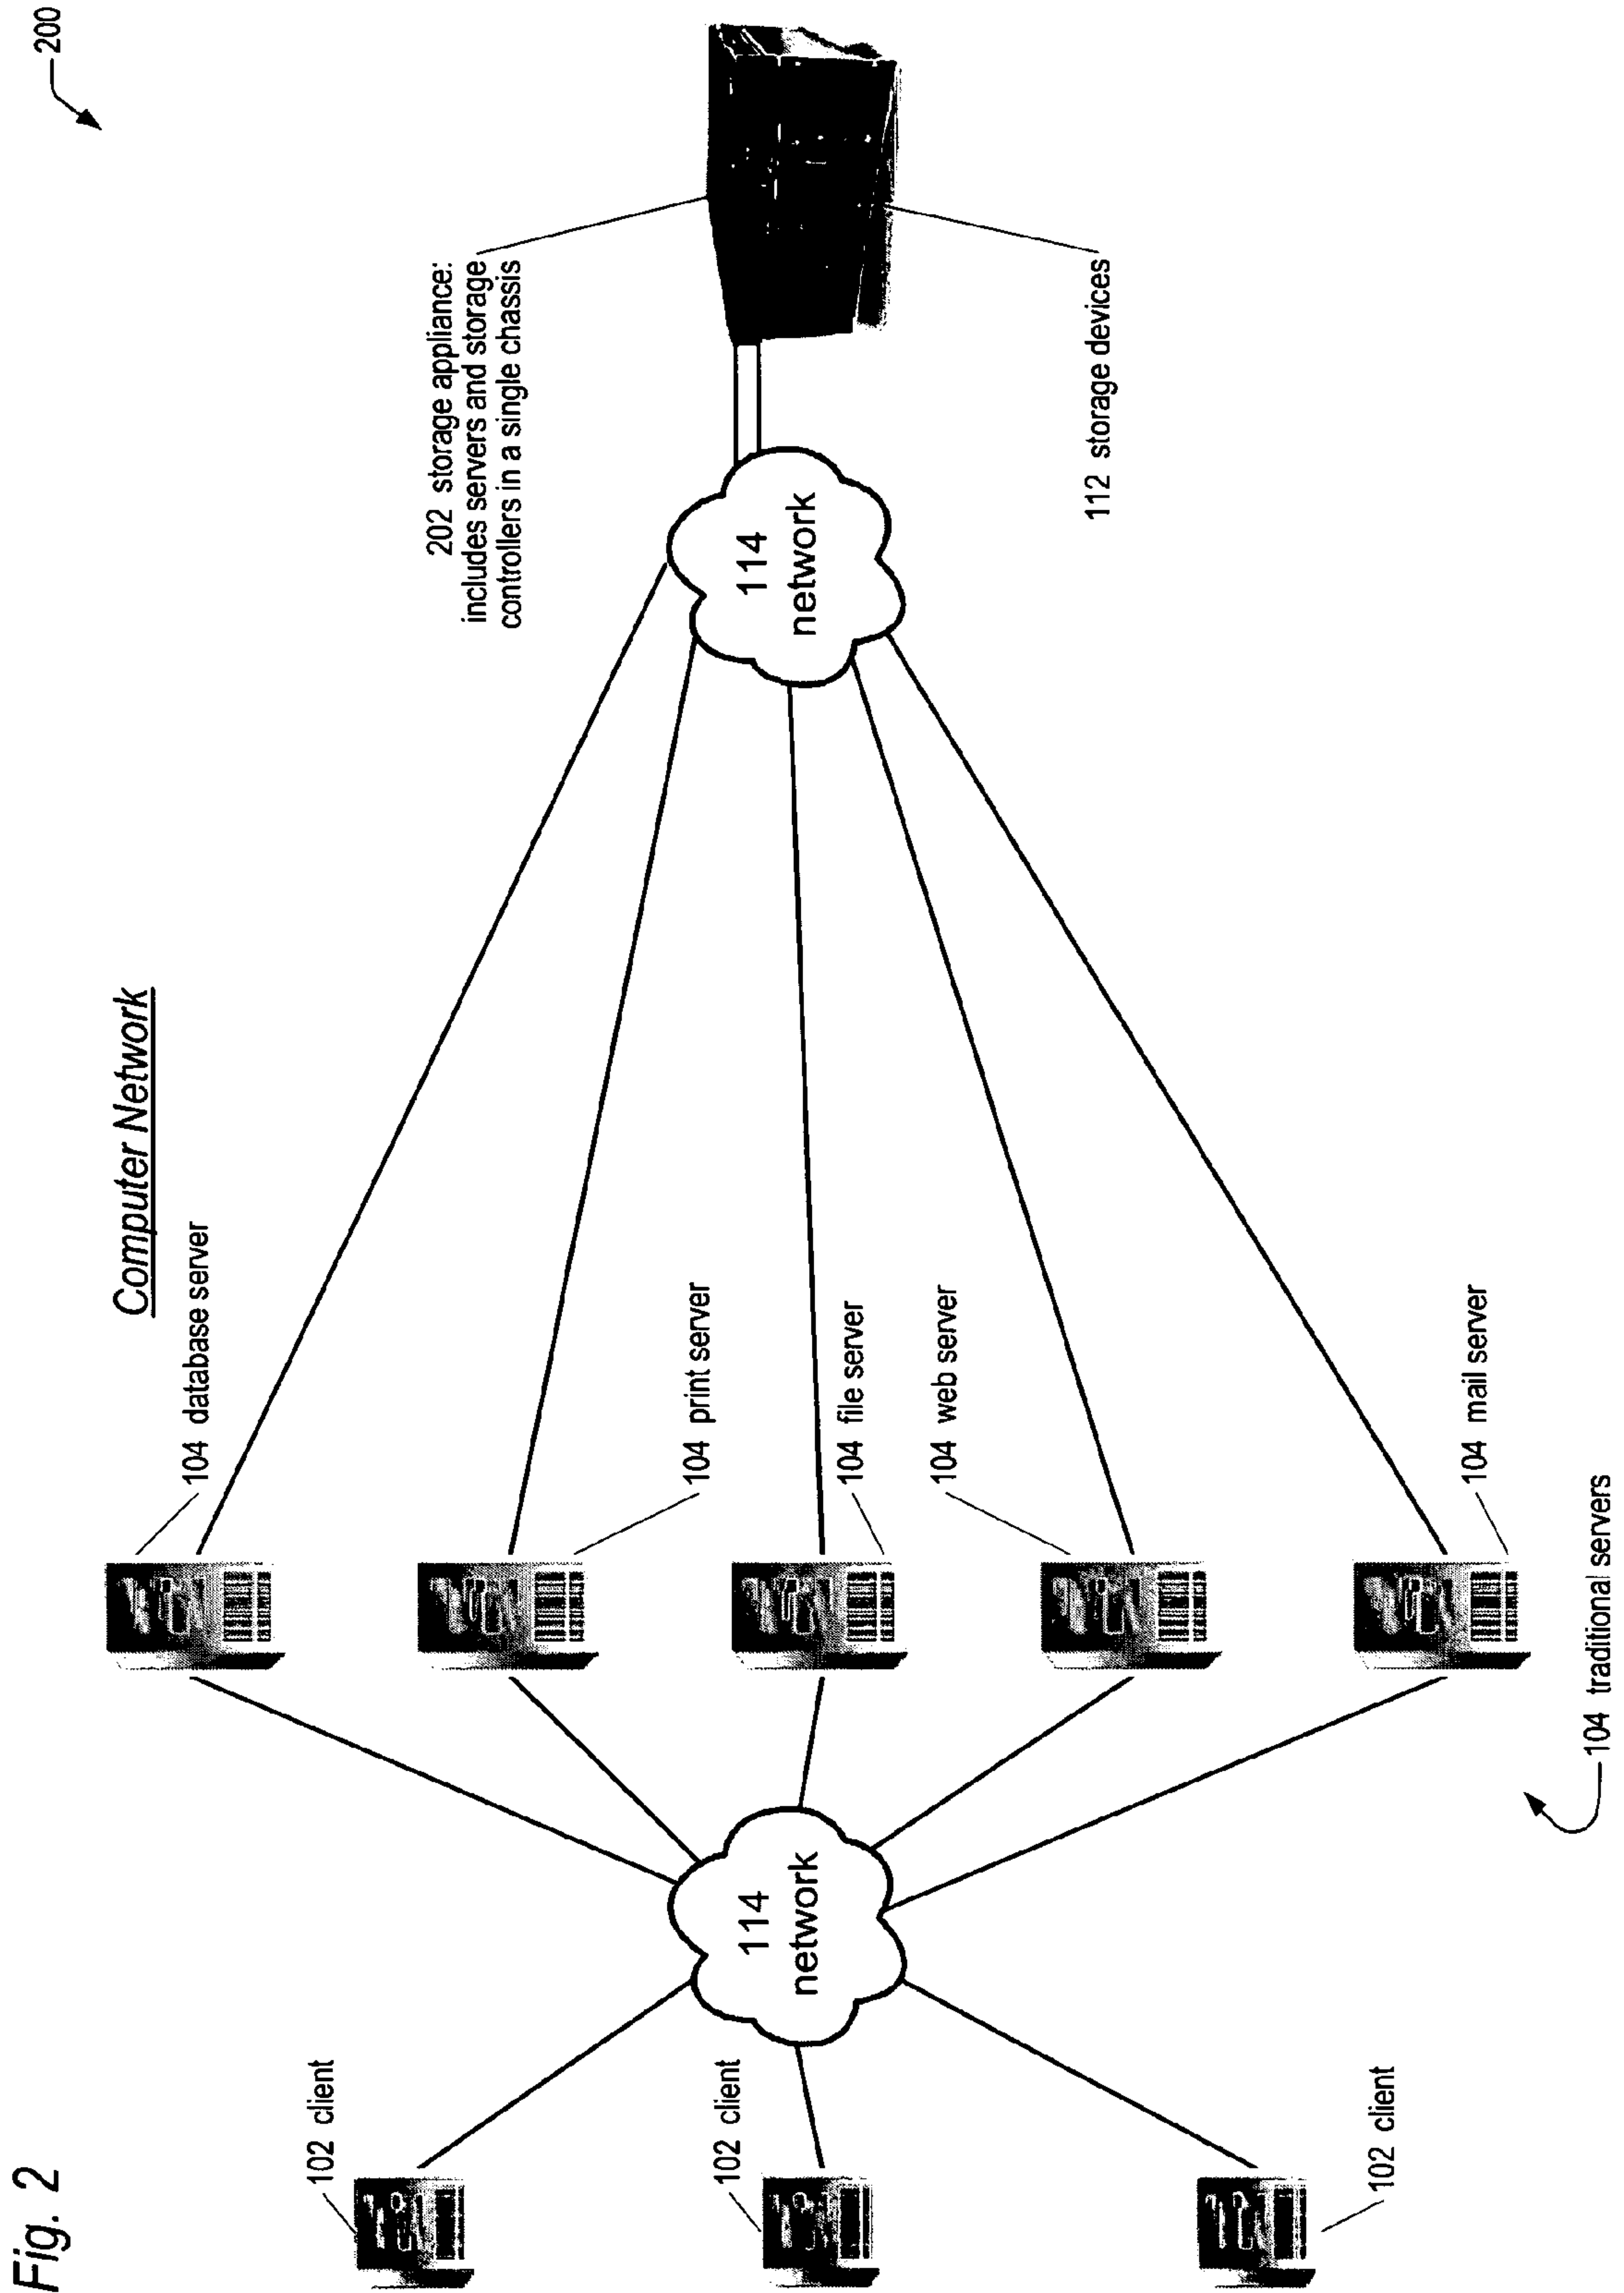 Fig. 2
Computer Network
200
102 client
102 client
102 client
114
network
104 database server
104 print server
104 file server
104 web server
104 mail server
104 traditional servers
114
network
202 storage appliance:
includes servers and storage
controllers in a single chassis
112 storage devices